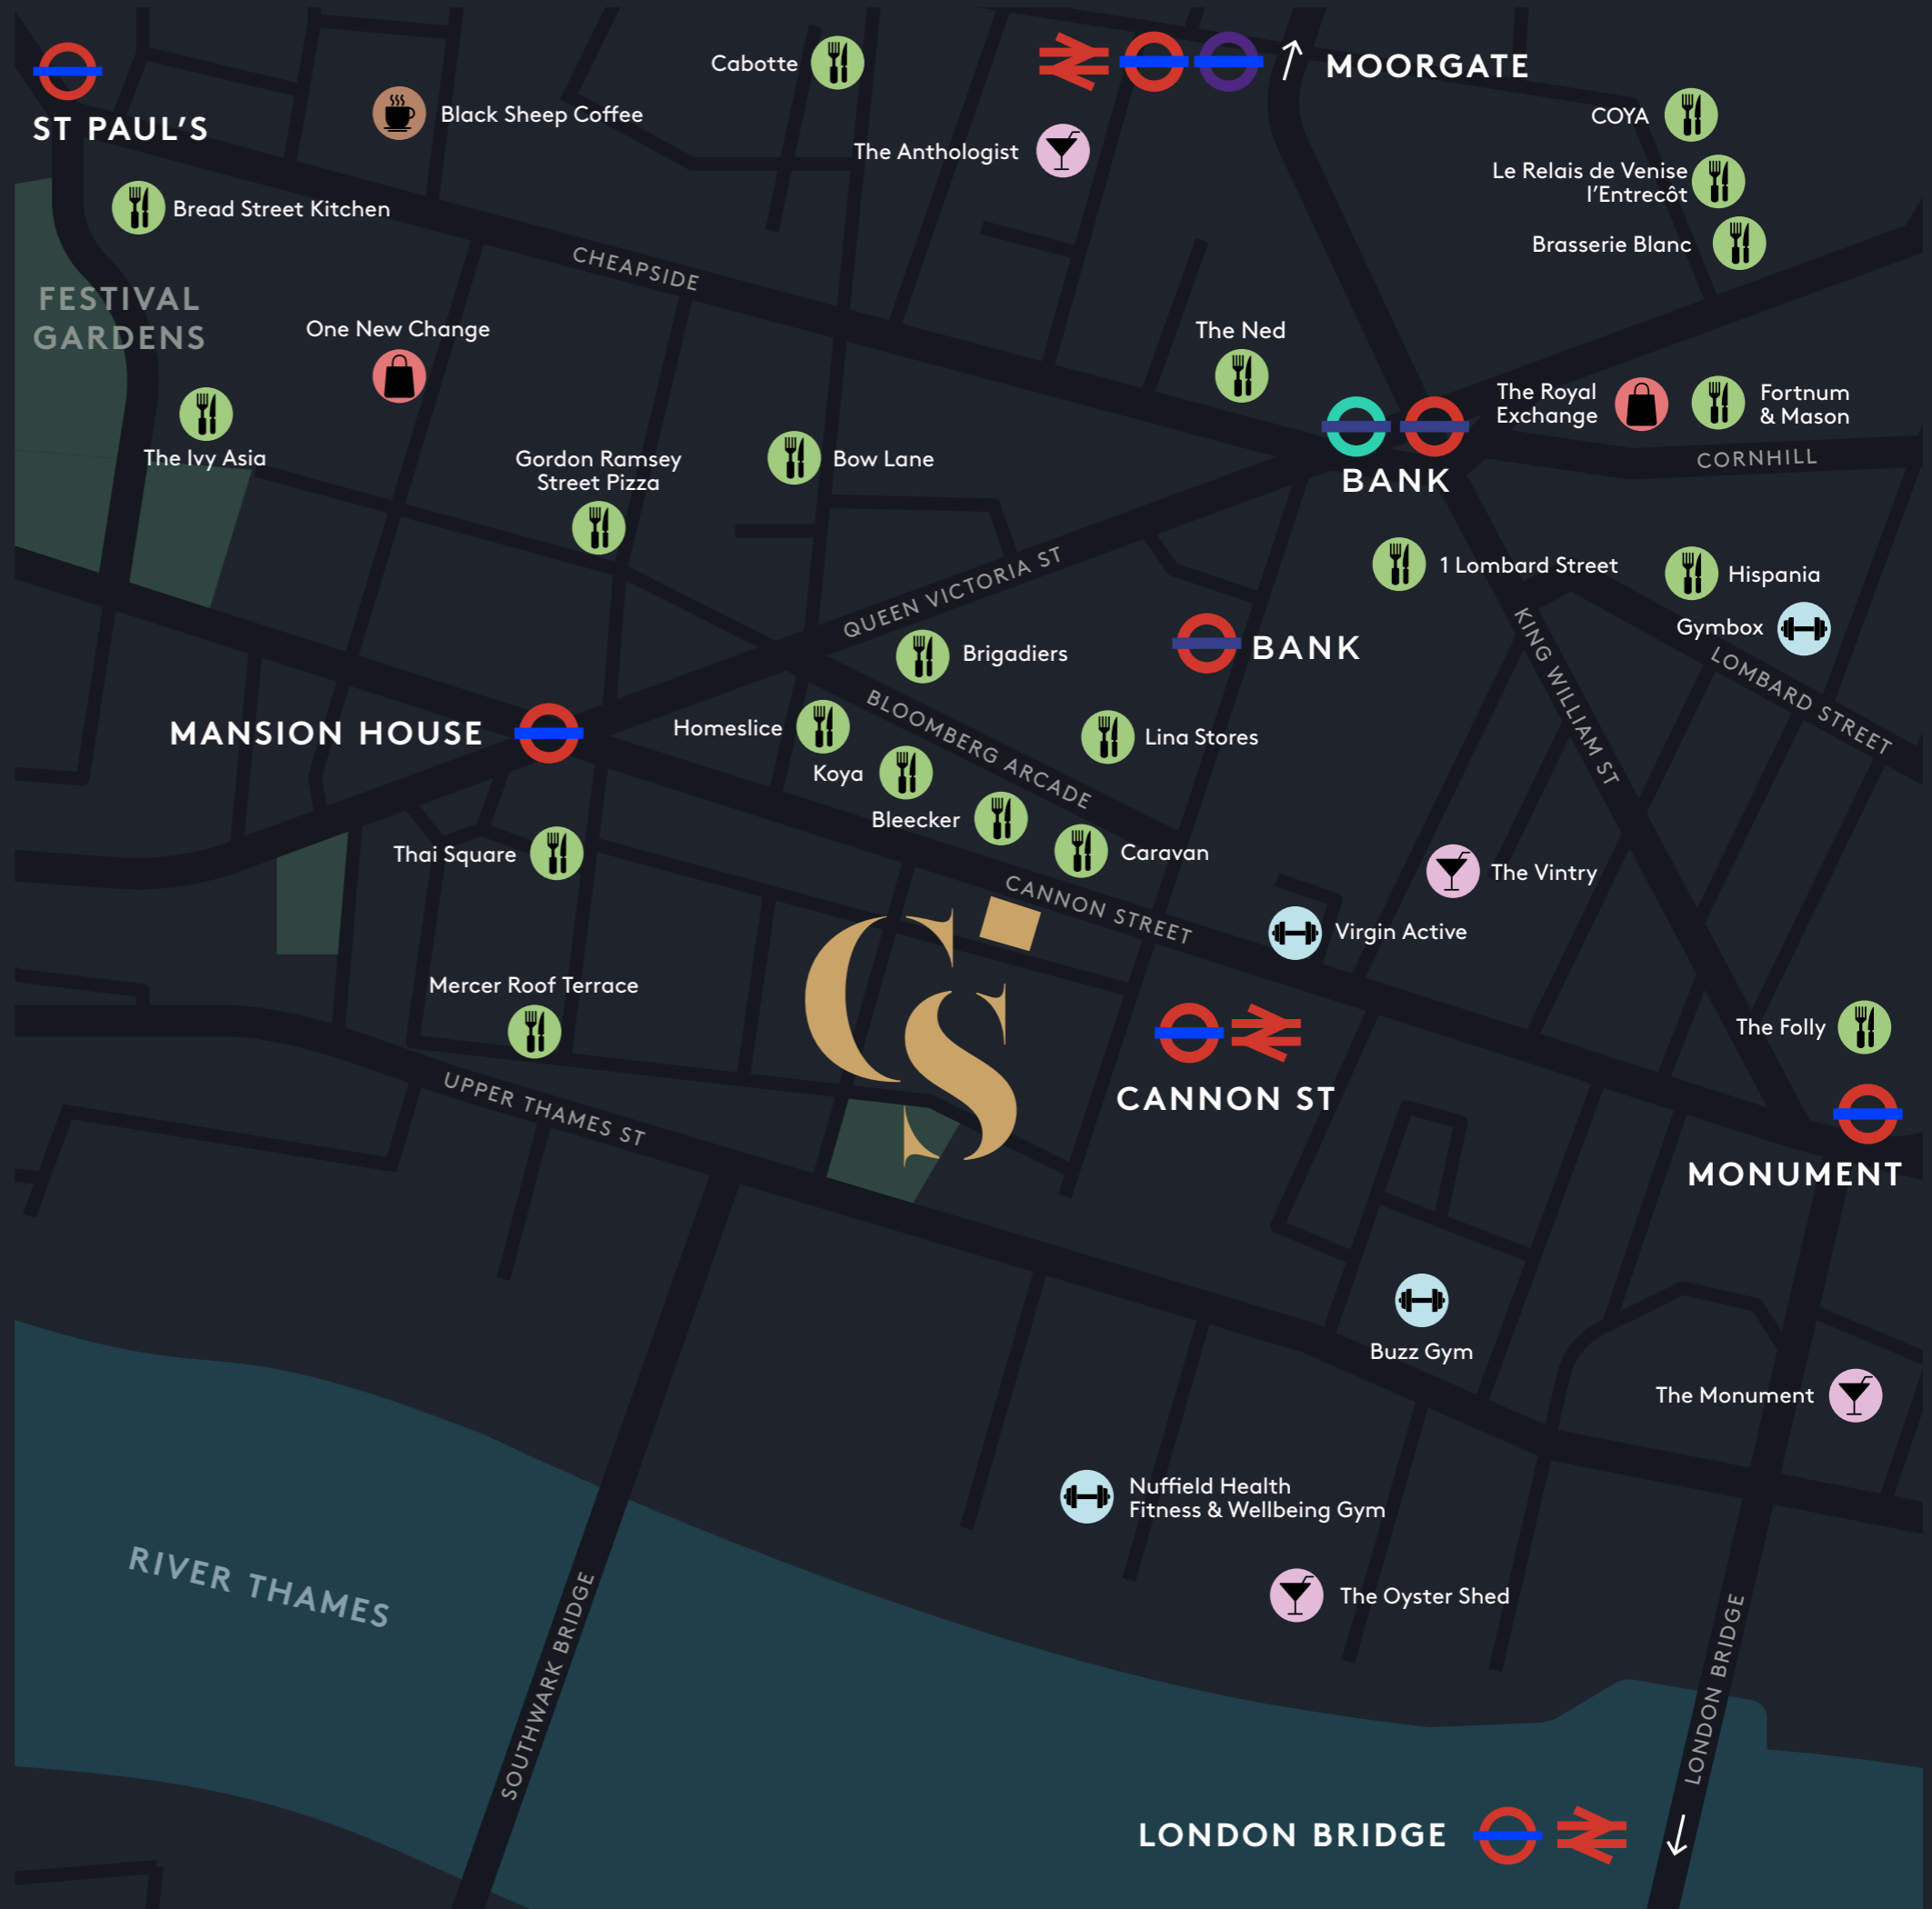 Cabotte
MOORGATE
ST PAUL'S
Black Sheep Coffee
COYA
The Anthologist
Le Relais de Venise
l'Entrecôt
Bread Street Kitchen
Brasserie Blanc
CHEAPSIDE
FESTIVAL
GARDENS
One New Change
The Ned
The Royal
Exchange
Fortnum
& Mason
The Ivy Asia
Gordon Ramsey
Street Pizza
Bow Lane
BANK
CORNHILL
QUEEN VICTORIA ST
1 Lombard Street
Hispania
Gymbox
Brigadiers
BANK
KING WILLIAM ST
LOMBARD STREET
MANSION HOUSE
Homeslice
BLOOMBERG ARCADE
Lina Stores
Koya
Bleecker
Thai Square
Caravan
The Vintry
CANNON STREET
Virgin Active
CS
Mercer Roof Terrace
The Folly
UPPER THAMES ST
CANNON ST
MONUMENT
Buzz Gym
The Monument
Nuffield Health
Fitness & Wellbeing Gym
RIVER THAMES
The Oyster Shed
SOUTHWARK BRIDGE
LONDON BRIDGE
LONDON BRIDGE